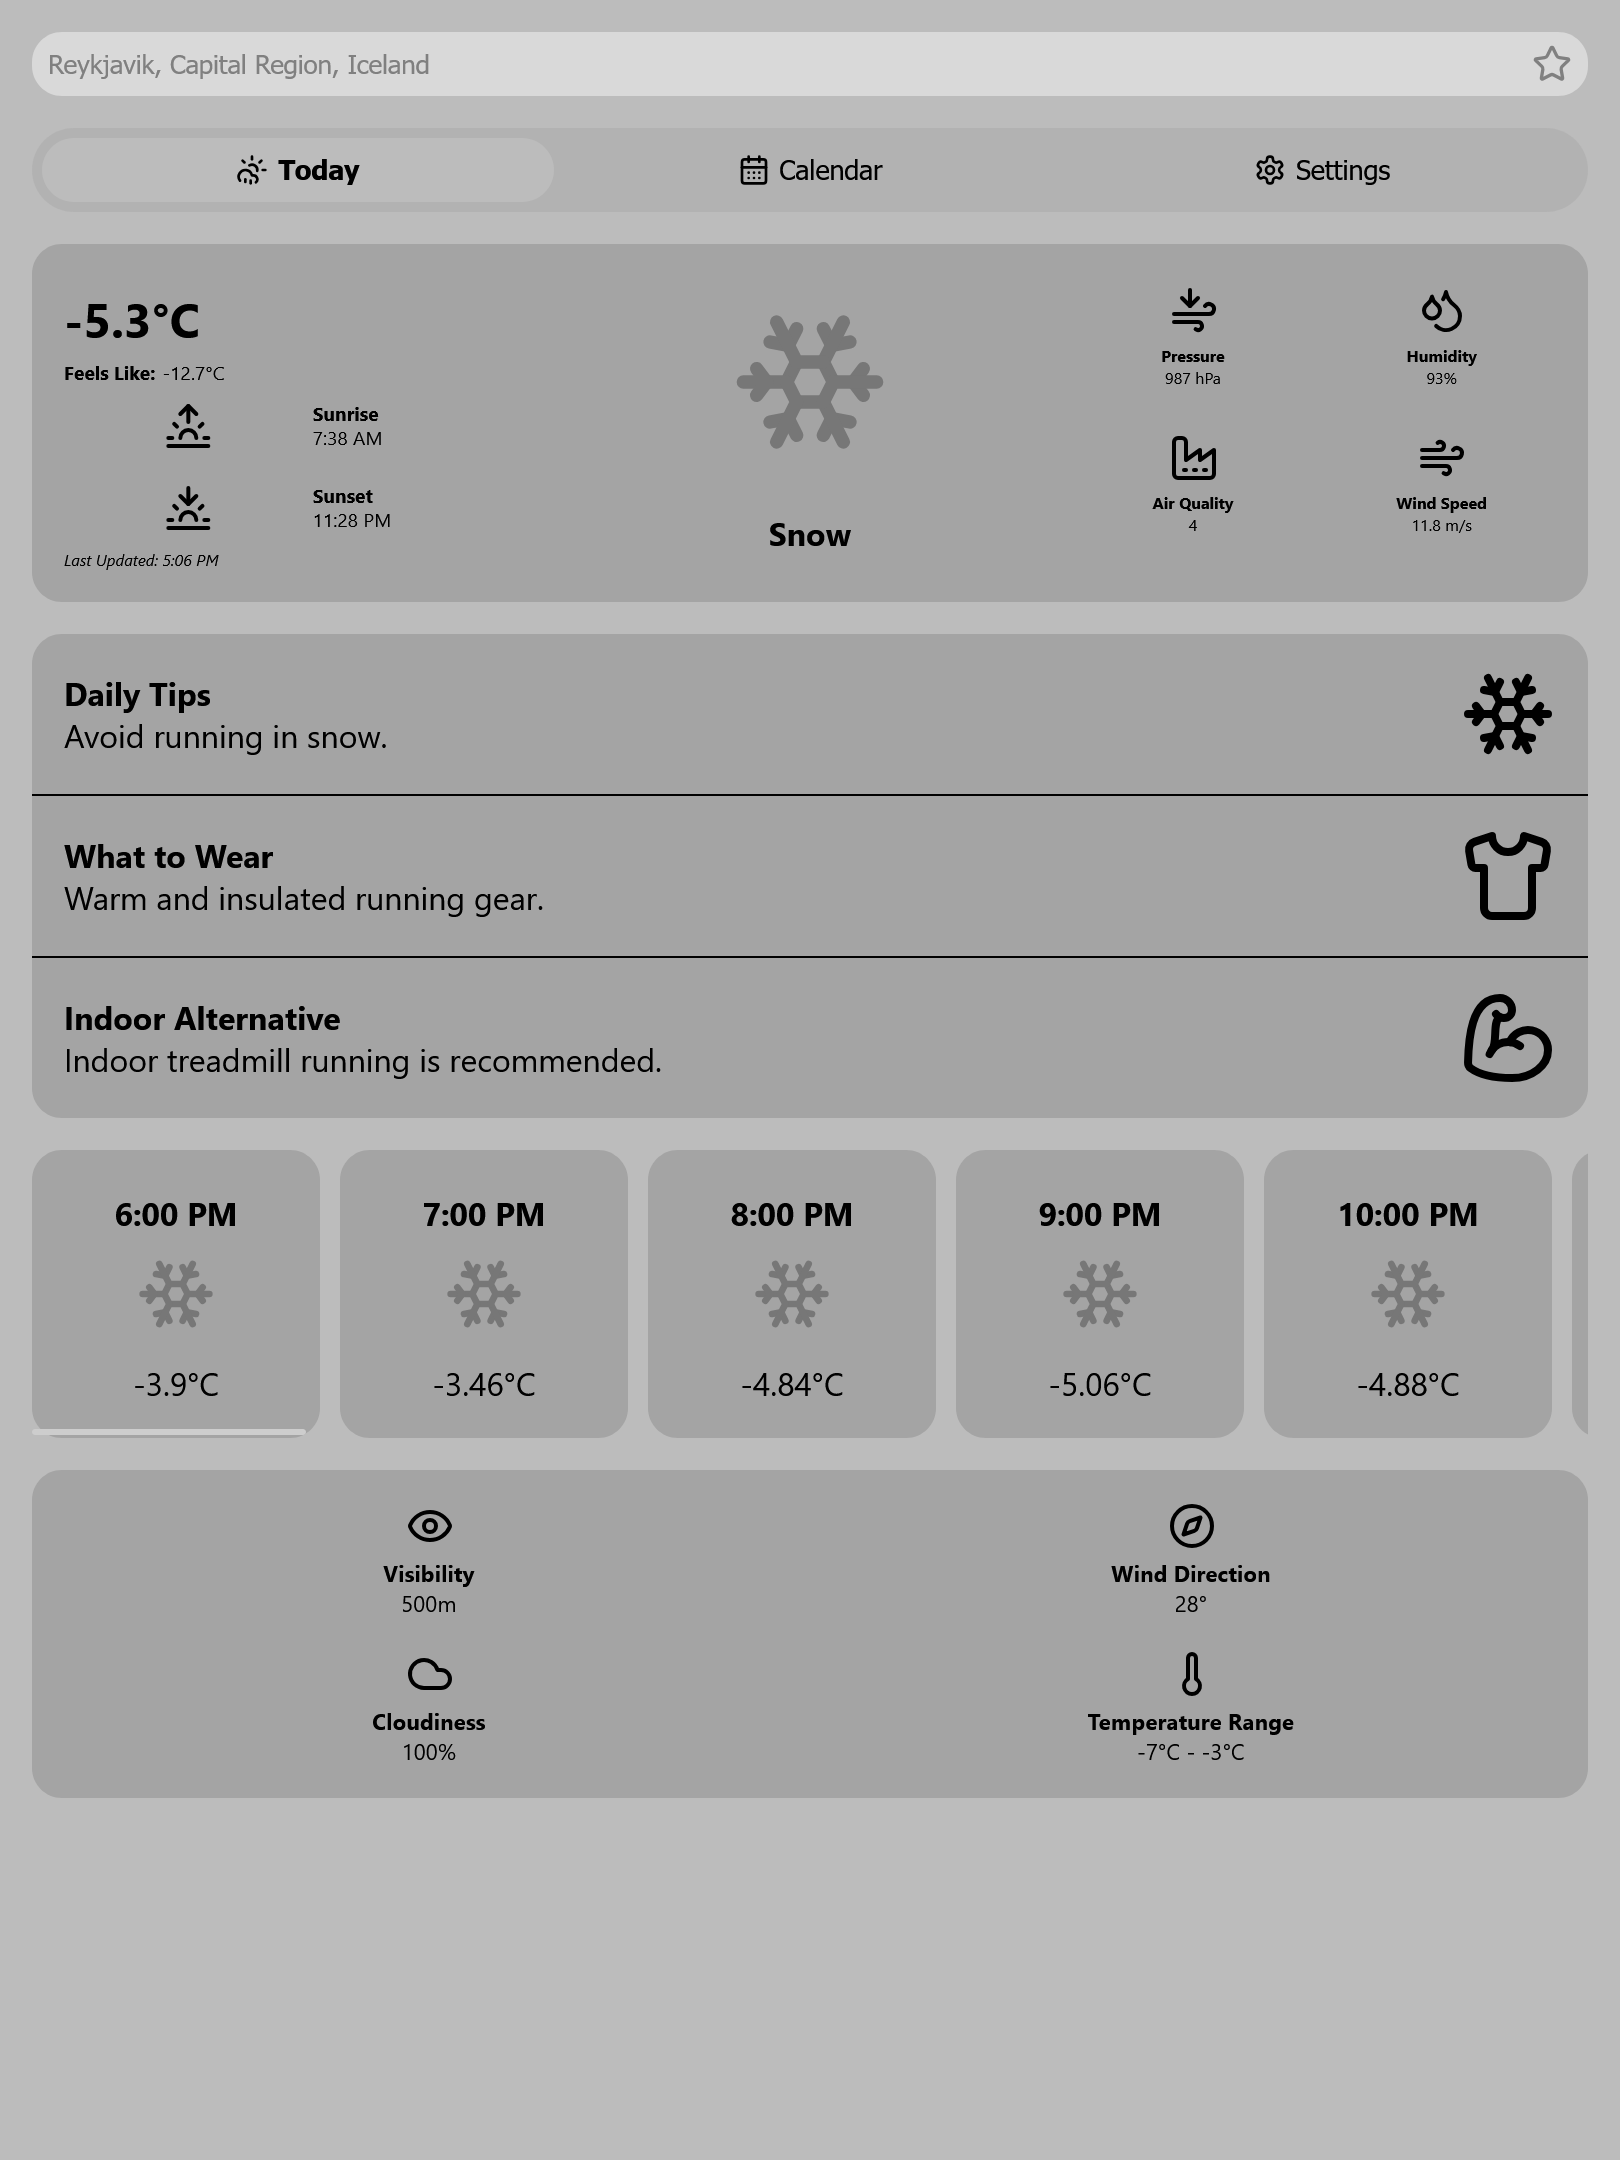 Reykjavik, Capital Region, Iceland
Today
Calendar
Settings
-5.3°C
Feels Like: -12.7°C
Sunrise
7:38 AM
Sunset
11:28 PM
Last Updated: 5:06 PM
Snow
Pressure
987 hPa
Humidity
93%
Air Quality
4
Wind Speed
11.8 m/s
Daily Tips
Avoid running in snow.
What to Wear
Warm and insulated running gear.
Indoor Alternative
Indoor treadmill running is recommended.
6:00 PM
-3.9°C
7:00 PM
-3.46°C
8:00 PM
-4.84°C
9:00 PM
-5.06°C
10:00 PM
-4.88°C
Visibility
500m
Wind Direction
28°
Cloudiness
100%
Temperature Range
-7°C - -3°C